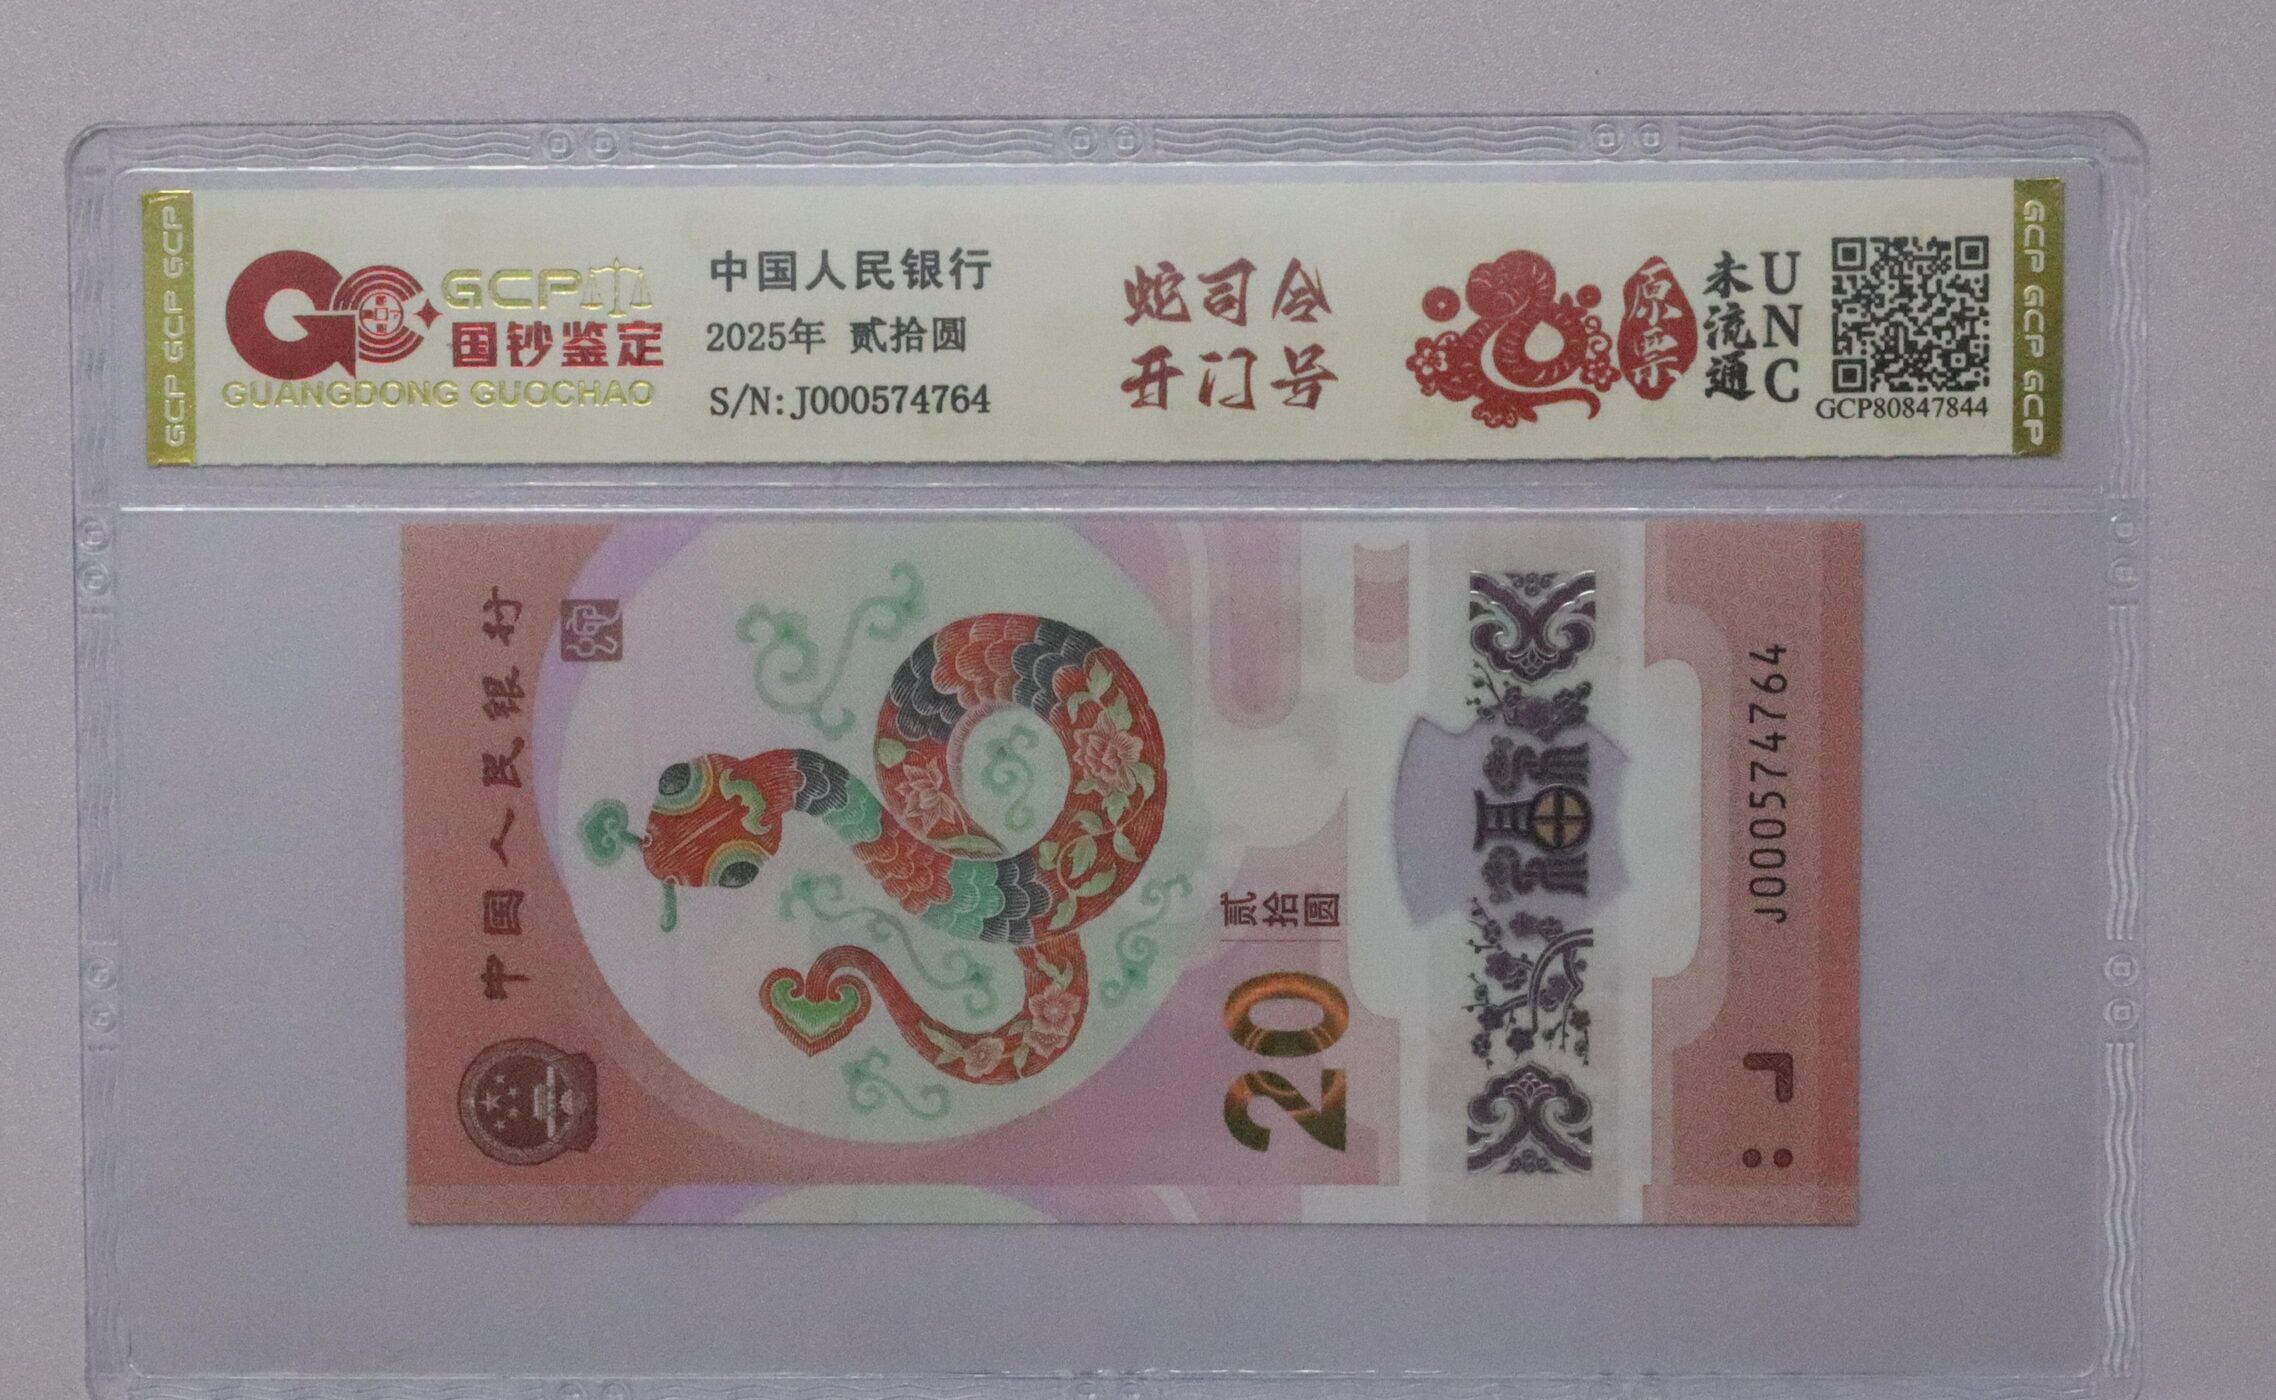 GCP GCP GCP
GCP
国钞鉴定
GUANGDONG GUOCHAO
中国人民银行
2025年 贰拾圆
S/N:J000574764
蛇司令
开门号
原票
未流通
UNC
GCP80847844
GCP GCP GCP
中国人民银行
贰拾圆
20
福
J000574764